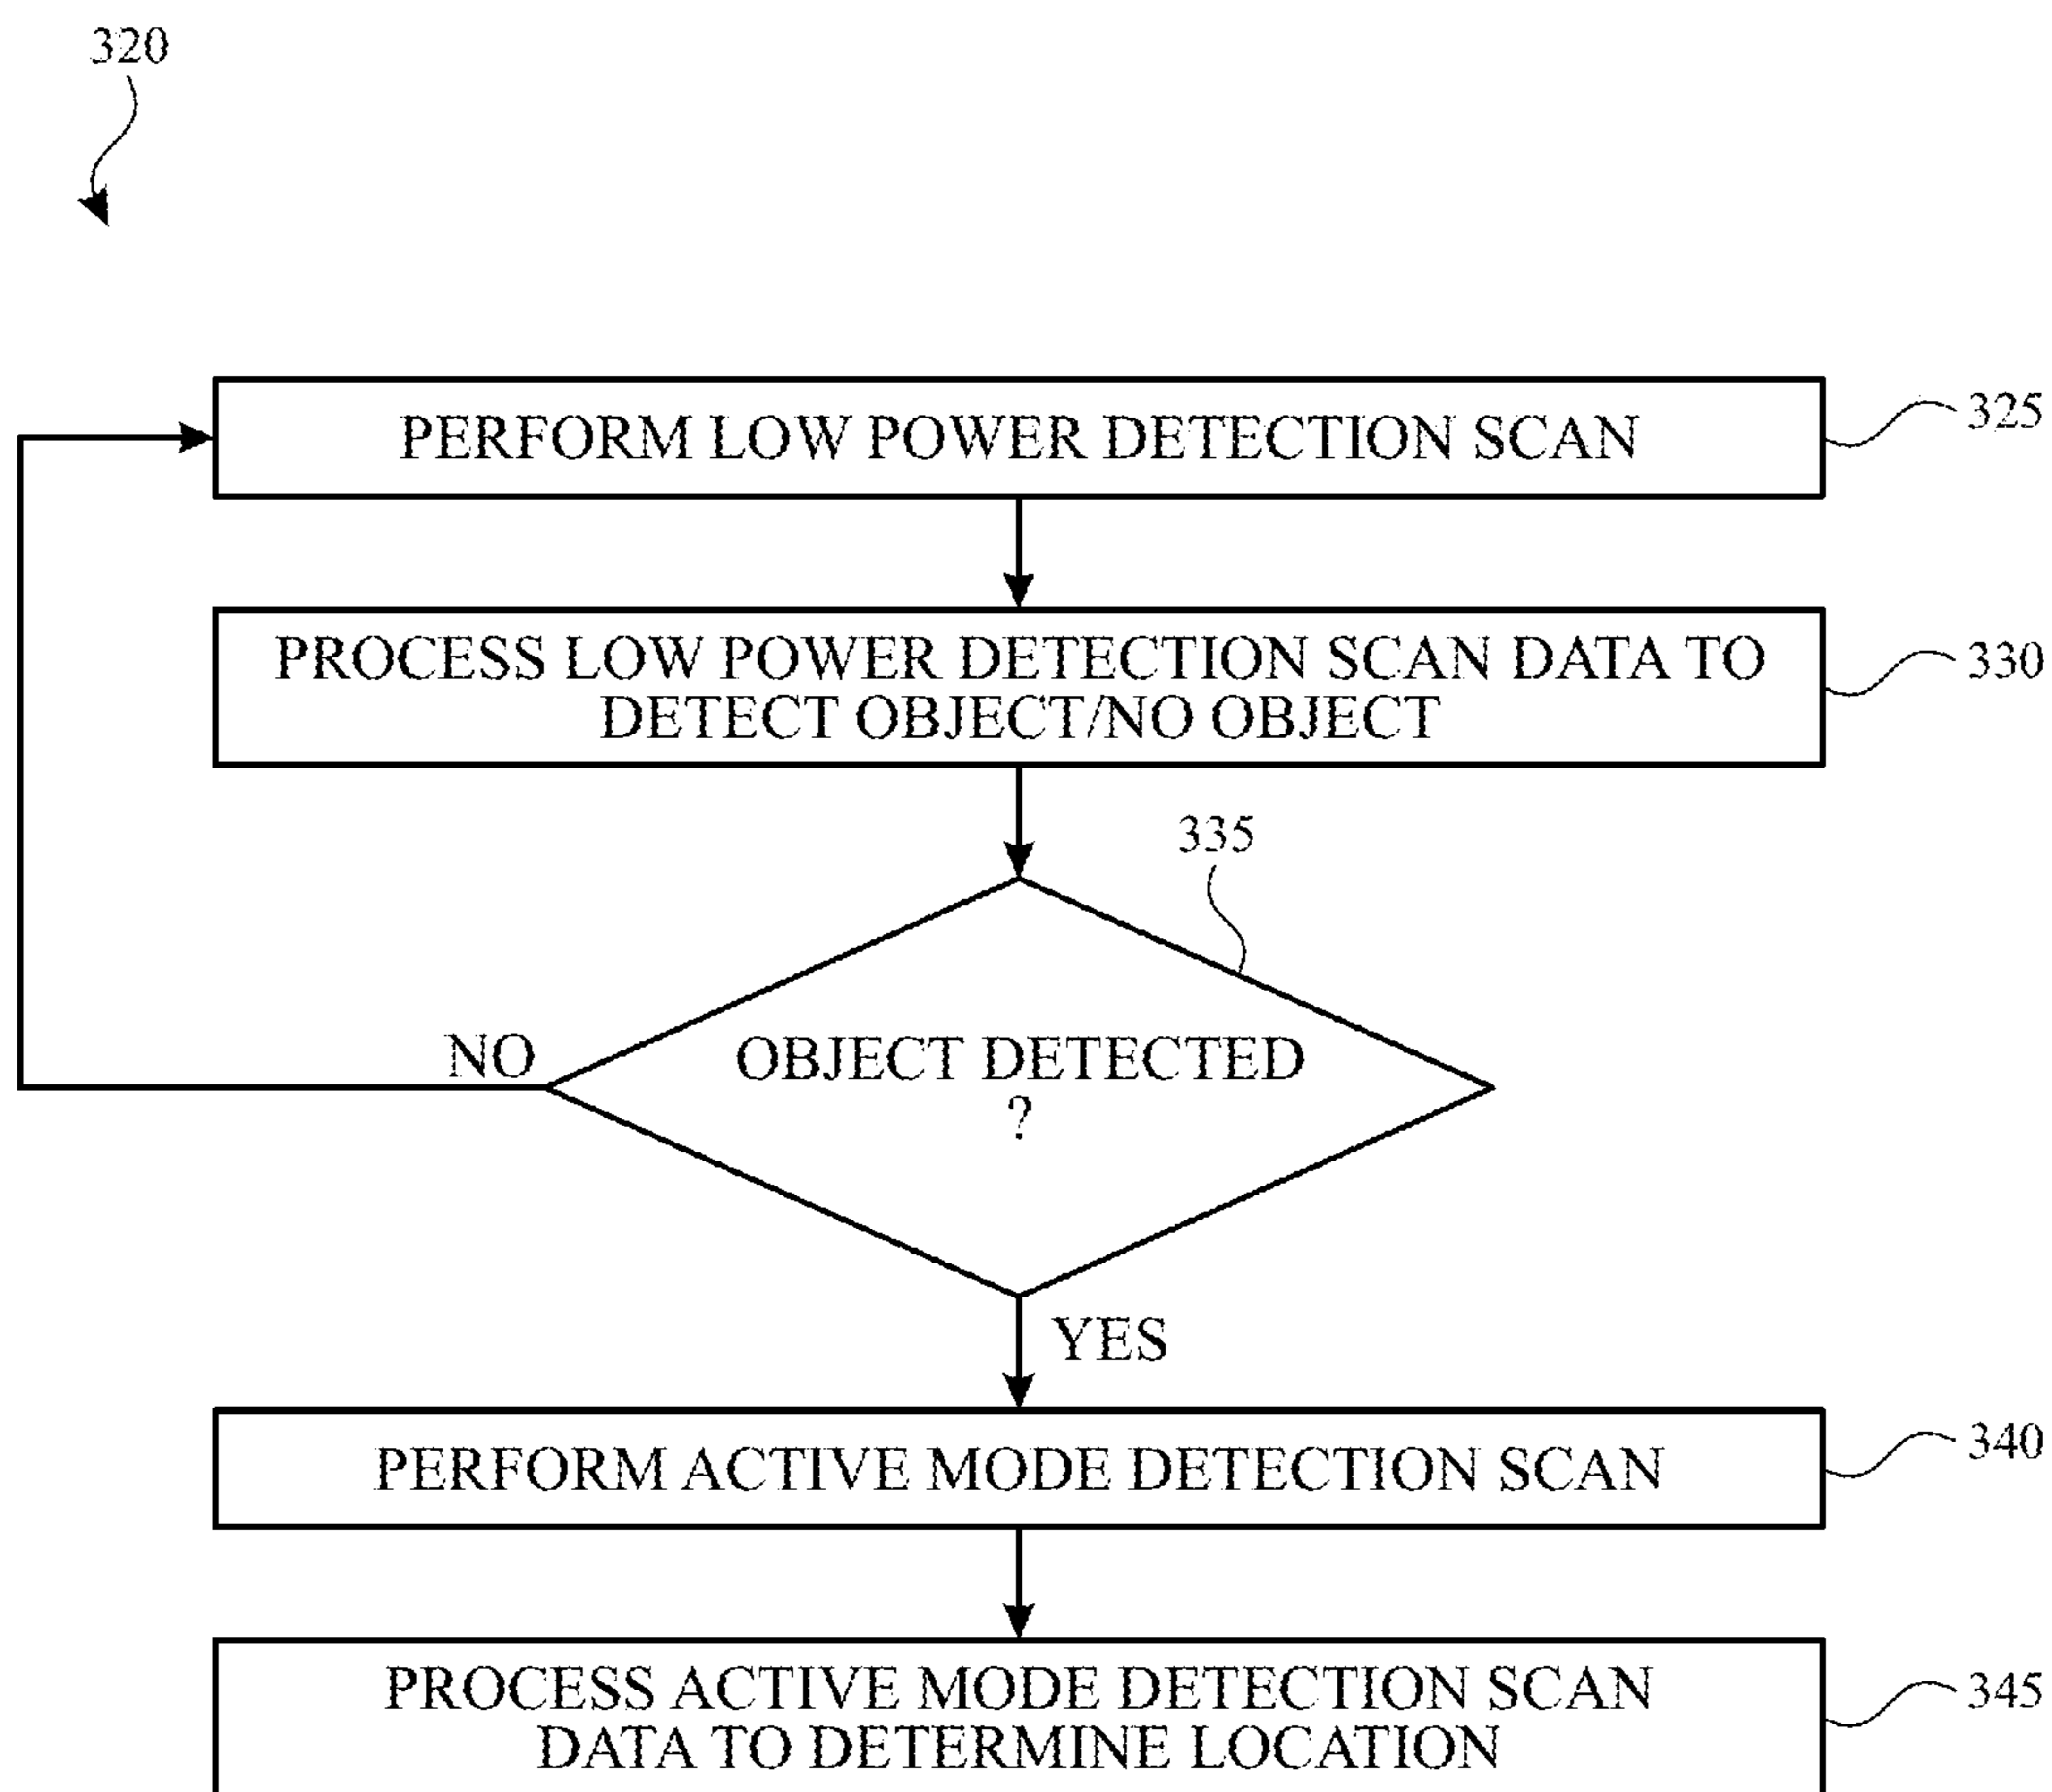 320
PERFORM LOW POWER DETECTION SCAN
325
PROCESS LOW POWER DETECTION SCAN DATA TO
DETECT OBJECT/NO OBJECT
330
335
NO
OBJECT DETECTED
?
YES
PERFORM ACTIVE MODE DETECTION SCAN
340
PROCESS ACTIVE MODE DETECTION SCAN
DATA TO DETERMINE LOCATION
345